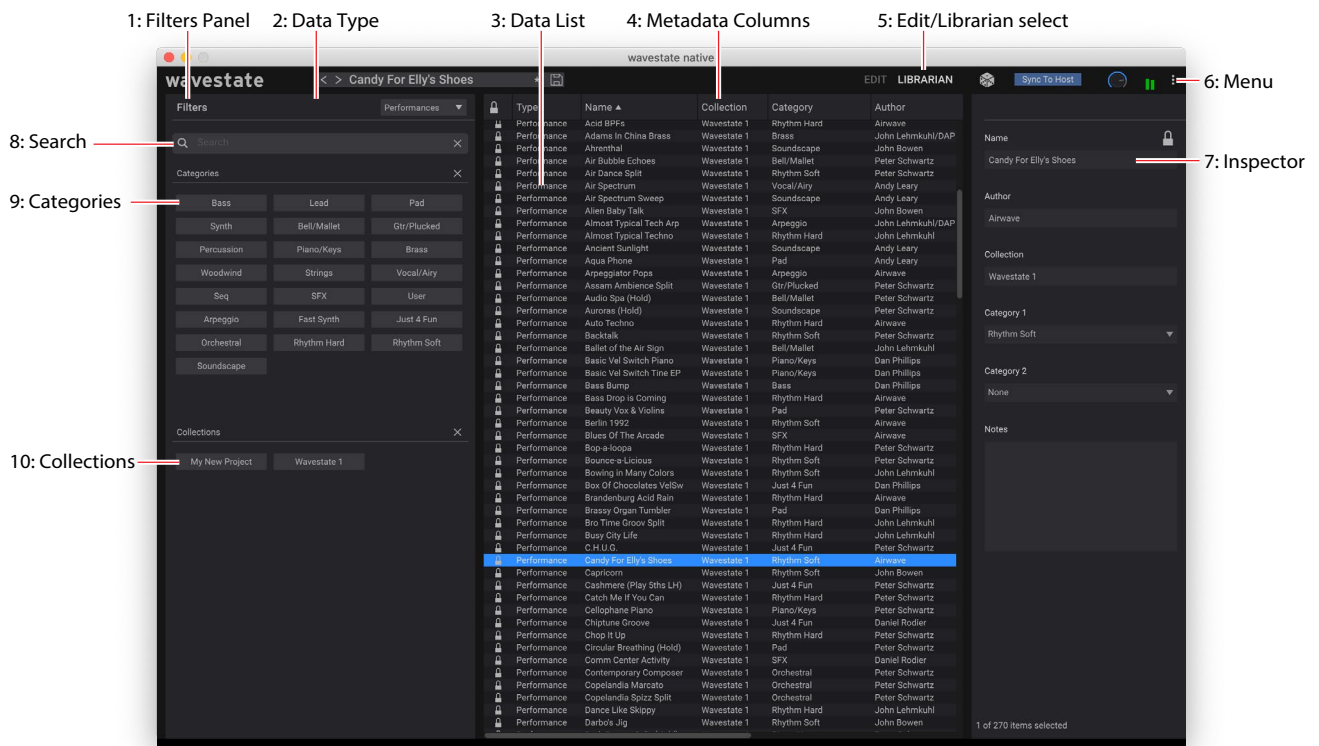 1: Filters Panel
2: Data Type
3: Data List
4: Metadata Columns
5: Edit/Librarian select
wavestate native
wavestate < > Candy For Elly's Shoes * EDIT LIBRARIAN Sync To Host
6: Menu
Filters Performances
8: Search
Search
Categories
9: Categories
Bass Lead Pad
Synth Bell/Mallet Gtr/Plucked
Percussion Piano/Keys Brass
Woodwind Strings Vocal/Airy
Seq SFX User
Arpeggio Fast Synth Just 4 Fun
Orchestral Rhythm Hard Rhythm Soft
Soundscape
Collections
10: Collections
My New Project Wavestate 1
Type Name Collection Category Author
Performance Acid BPFs Wavestate 1 Rhythm Hard Airwave
Performance Adams In China Brass Wavestate 1 Brass John Lehmkuhl/DAP
Performance Ahrenthal Wavestate 1 Soundscape John Bowen
Performance Air Bubble Echoes Wavestate 1 Bell/Mallet Peter Schwartz
Performance Air Dance Split Wavestate 1 Rhythm Soft Peter Schwartz
Performance Air Spectrum Wavestate 1 Vocal/Airy Andy Leary
Performance Air Spectrum Sweep Wavestate 1 Soundscape Andy Leary
Performance Alien Baby Talk Wavestate 1 SFX John Bowen
Performance Almost Typical Tech Arp Wavestate 1 Arpeggio John Lehmkuhl/DAP
Performance Almost Typical Techno Wavestate 1 Rhythm Hard John Lehmkuhl
Performance Ancient Sunlight Wavestate 1 Soundscape Andy Leary
Performance Aqua Phone Wavestate 1 Pad Andy Leary
Performance Arpeggiator Pops Wavestate 1 Arpeggio Airwave
Performance Assam Ambience Split Wavestate 1 Gtr/Plucked Peter Schwartz
Performance Audio Spa (Hold) Wavestate 1 Bell/Mallet Peter Schwartz
Performance Auroras (Hold) Wavestate 1 Soundscape Peter Schwartz
Performance Auto Techno Wavestate 1 Rhythm Hard Airwave
Performance Backtalk Wavestate 1 Rhythm Soft Peter Schwartz
Performance Ballet of the Air Sign Wavestate 1 Bell/Mallet John Lehmkuhl
Performance Basic Vel Switch Piano Wavestate 1 Piano/Keys Dan Phillips
Performance Basic Vel Switch Tine EP Wavestate 1 Piano/Keys Dan Phillips
Performance Bass Bump Wavestate 1 Bass Dan Phillips
Performance Bass Drop is Coming Wavestate 1 Rhythm Hard Airwave
Performance Beauty Vox & Violins Wavestate 1 Pad Peter Schwartz
Performance Berlin 1992 Wavestate 1 Rhythm Soft Airwave
Performance Blues Of The Arcade Wavestate 1 SFX Airwave
Performance Bop-a-loopa Wavestate 1 Rhythm Hard Peter Schwartz
Performance Bounce-a-Licious Wavestate 1 Rhythm Soft Peter Schwartz
Performance Bowing in Many Colors Wavestate 1 Rhythm Soft John Lehmkuhl
Performance Box Of Chocolates VelSw Wavestate 1 Just 4 Fun Dan Phillips
Performance Brandenburg Acid Rain Wavestate 1 Rhythm Hard Airwave
Performance Brassy Organ Tumbler Wavestate 1 Pad Dan Phillips
Performance Bro Time Groov Split Wavestate 1 Rhythm Hard John Lehmkuhl
Performance Busy City Life Wavestate 1 Rhythm Hard John Lehmkuhl
Performance C.H.U.G. Wavestate 1 Just 4 Fun Peter Schwartz
Performance Candy For Elly's Shoes Wavestate 1 Rhythm Soft Airwave
Performance Capricorn Wavestate 1 Rhythm Soft John Bowen
Performance Cashmere (Play 5ths LH) Wavestate 1 Just 4 Fun Peter Schwartz
Performance Catch Me If You Can Wavestate 1 Rhythm Hard Peter Schwartz
Performance Cellophane Piano Wavestate 1 Piano/Keys Peter Schwartz
Performance Chiptune Groove Wavestate 1 Just 4 Fun Daniel Rodier
Performance Chop It Up Wavestate 1 Rhythm Hard Peter Schwartz
Performance Circular Breathing (Hold) Wavestate 1 Pad Peter Schwartz
Performance Comm Center Activity Wavestate 1 SFX Daniel Rodier
Performance Contemporary Composer Wavestate 1 Orchestral Peter Schwartz
Performance Copelandia Marcato Wavestate 1 Orchestral Peter Schwartz
Performance Copelandia Spizz Split Wavestate 1 Orchestral Peter Schwartz
Performance Dance Like Skippy Wavestate 1 Rhythm Hard John Lehmkuhl
Performance Darbo's Jig Wavestate 1 Rhythm Soft John Bowen
Name
Candy For Elly's Shoes
7: Inspector
Author
Airwave
Collection
Wavestate 1
Category 1
Rhythm Soft
Category 2
None
Notes
1 of 270 items selected